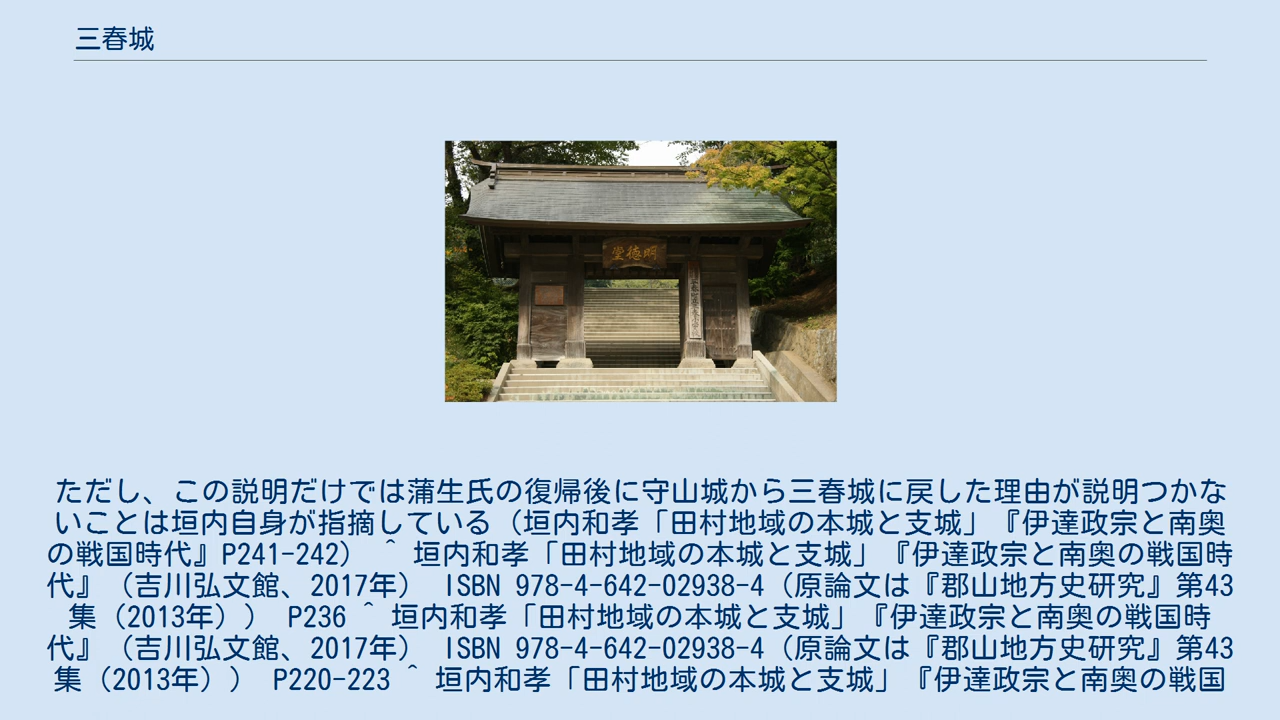 三春城
明徳堂
ただし、この説明だけでは蒲生氏の復帰後に守山城から三春城に戻した理由が説明つかな
いことは垣内自身が指摘している（垣内和孝「田村地域の本城と支城」『伊達政宗と南奥
の戦国時代』P241-242） ^ 垣内和孝「田村地域の本城と支城」『伊達政宗と南奥の戦国時
代』（吉川弘文館、2017年） ISBN 978-4-642-02938-4（原論文は『郡山地方史研究』第43
集（2013年）） P236 ^ 垣内和孝「田村地域の本城と支城」『伊達政宗と南奥の戦国時
代』（吉川弘文館、2017年） ISBN 978-4-642-02938-4（原論文は『郡山地方史研究』第43
集（2013年）） P220-223 ^ 垣内和孝「田村地域の本城と支城」『伊達政宗と南奥の戦国